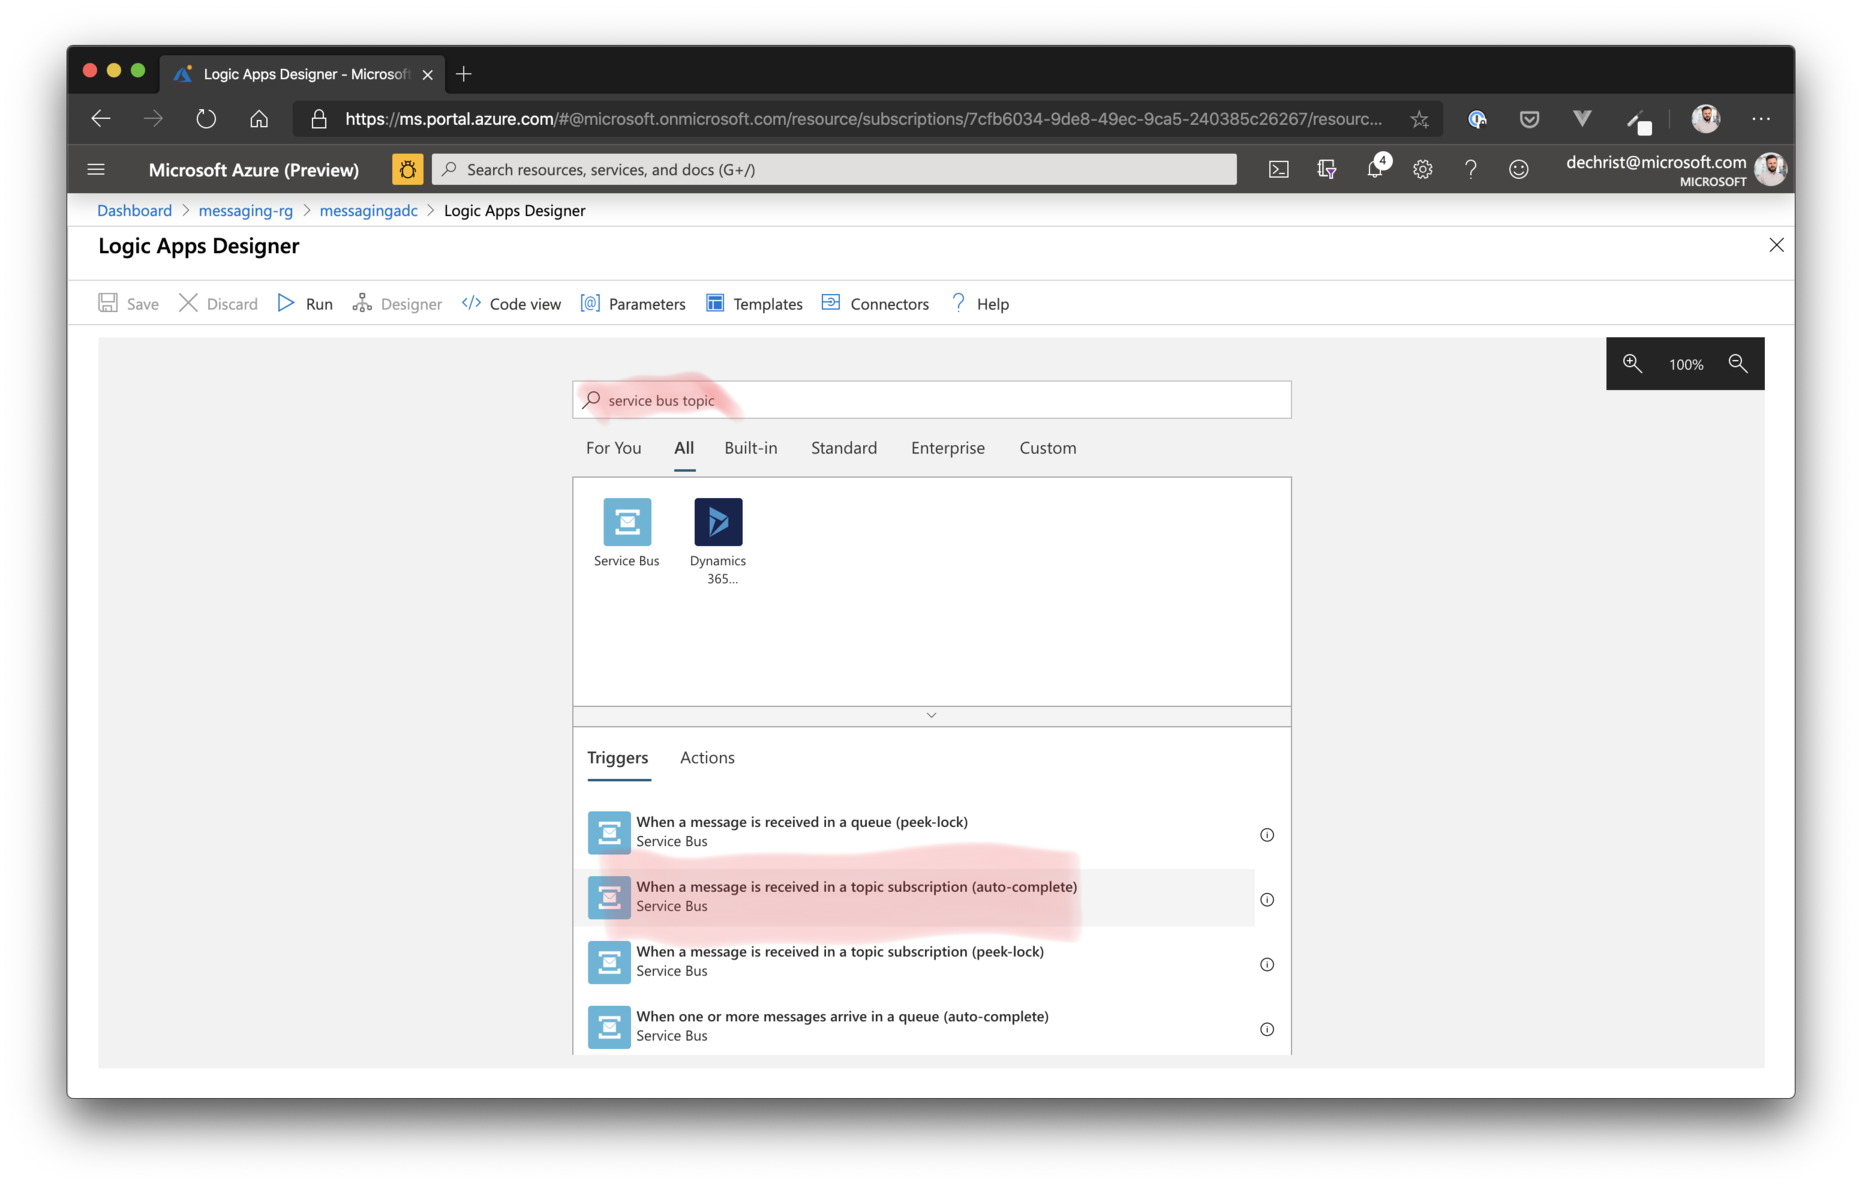 Logic Apps Designer - Microsoft
https://ms.portal.azure.com/#@microsoft.onmicrosoft.com/resource/subscriptions/7cfb6034-9de8-49ec-9ca5-240385c26267/resourc...
Microsoft Azure (Preview)
Search resources, services, and docs (G+/)
4
dechrist@microsoft.com
MICROSOFT
Dashboard > messaging-rg > messagingadc > Logic Apps Designer
Logic Apps Designer
Save Discard Run Designer Code view Parameters Templates Connectors Help
100%
service bus topic
For You All Built-in Standard Enterprise Custom
Service Bus
Dynamics
365...
Triggers Actions
When a message is received in a queue (peek-lock)
Service Bus
When a message is received in a topic subscription (auto-complete)
Service Bus
When a message is received in a topic subscription (peek-lock)
Service Bus
When one or more messages arrive in a queue (auto-complete)
Service Bus